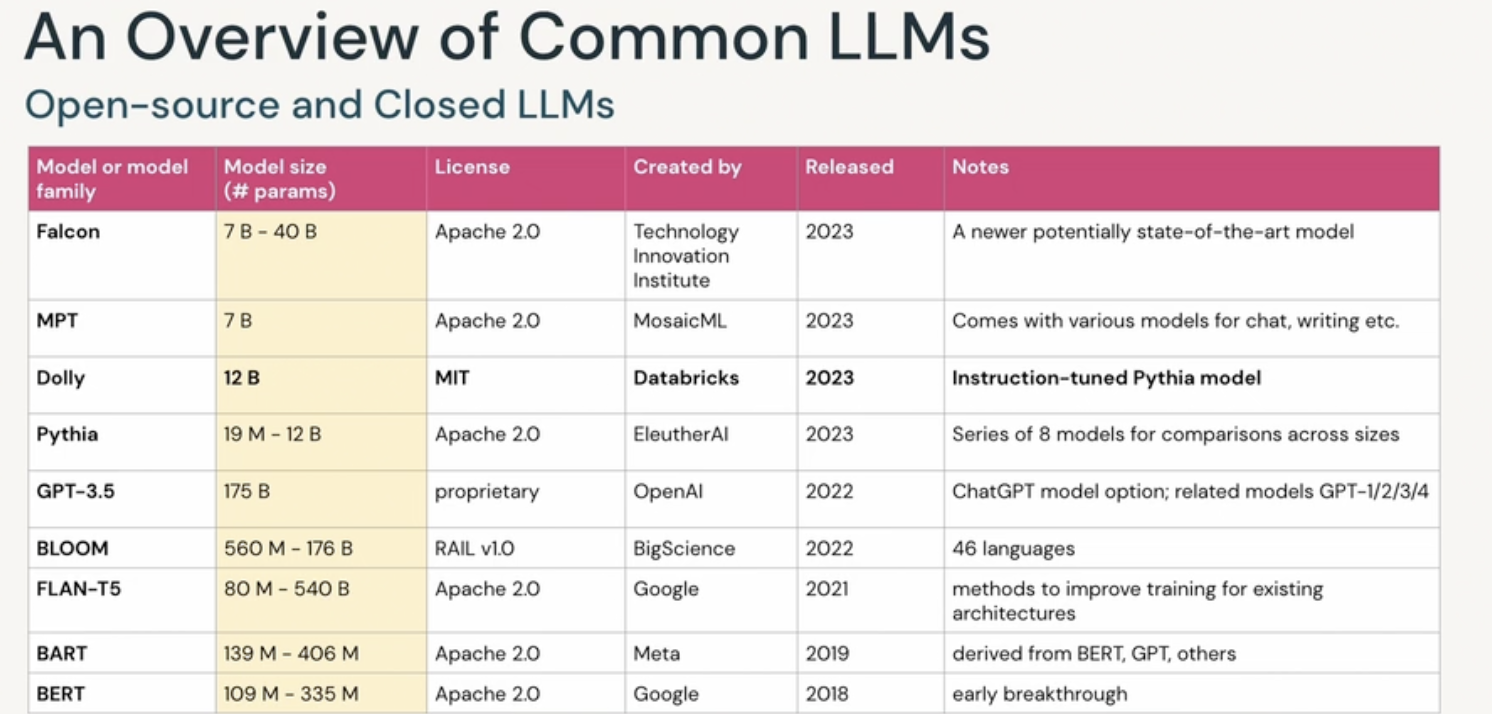 An Overview of Common LLMs
Open-source and Closed LLMs
Model or model family | Model size (# params) | License | Created by | Released | Notes
Falcon | 7 B - 40 B | Apache 2.0 | Technology Innovation Institute | 2023 | A newer potentially state-of-the-art model
MPT | 7 B | Apache 2.0 | MosaicML | 2023 | Comes with various models for chat, writing etc.
Dolly | 12 B | MIT | Databricks | 2023 | Instruction-tuned Pythia model
Pythia | 19 M - 12 B | Apache 2.0 | EleutherAI | 2023 | Series of 8 models for comparisons across sizes
GPT-3.5 | 175 B | proprietary | OpenAI | 2022 | ChatGPT model option; related models GPT-1/2/3/4
BLOOM | 560 M - 176 B | RAIL v1.0 | BigScience | 2022 | 46 languages
FLAN-T5 | 80 M - 540 B | Apache 2.0 | Google | 2021 | methods to improve training for existing architectures
BART | 139 M - 406 M | Apache 2.0 | Meta | 2019 | derived from BERT, GPT, others
BERT | 109 M - 335 M | Apache 2.0 | Google | 2018 | early breakthrough